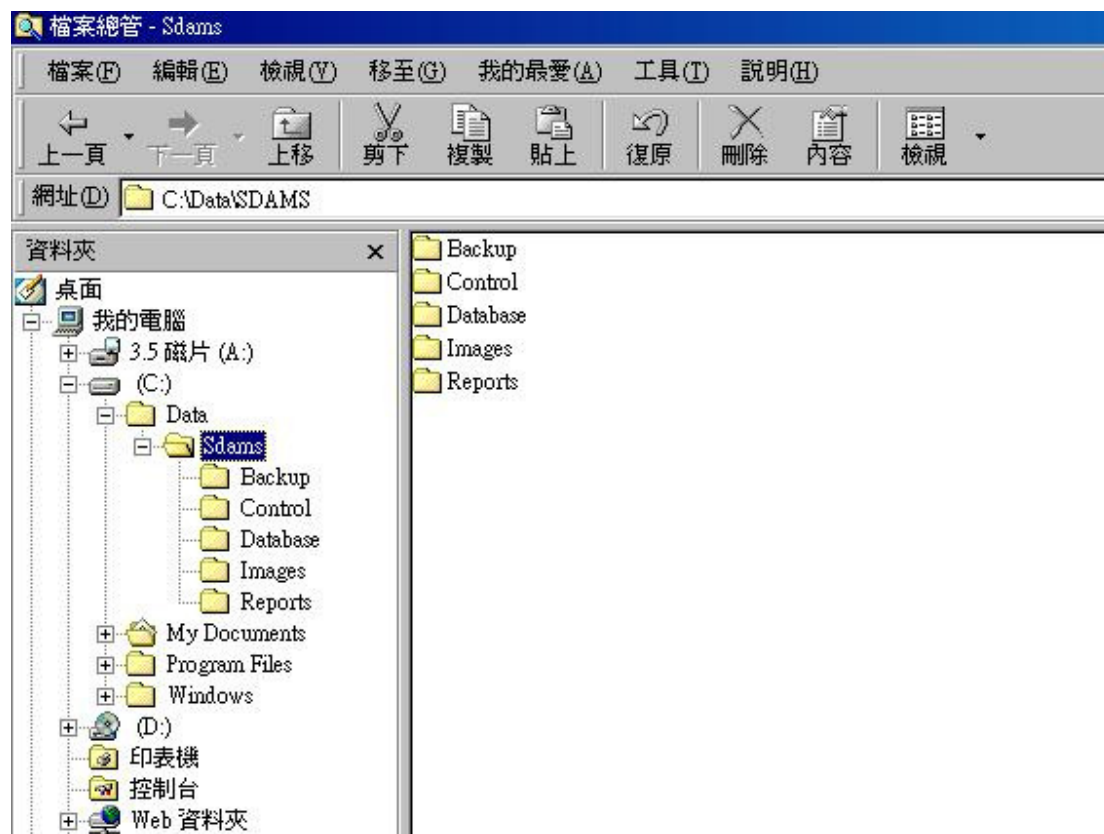 檔案總管 - Sdams
檔案(F) 編輯(E) 檢視(V) 移至(G) 我的最愛(A) 工具(T) 說明(H)
上一頁 下一頁 上移 剪下 複製 貼上 復原 刪除 內容 檢視
網址(D) C:\Data\SDAMS
資料夾
桌面
我的電腦
3.5 磁片 (A:)
(C:)
Data
Sdams
Backup
Control
Database
Images
Reports
My Documents
Program Files
Windows
(D:)
印表機
控制台
Web 資料夾
Backup
Control
Database
Images
Reports